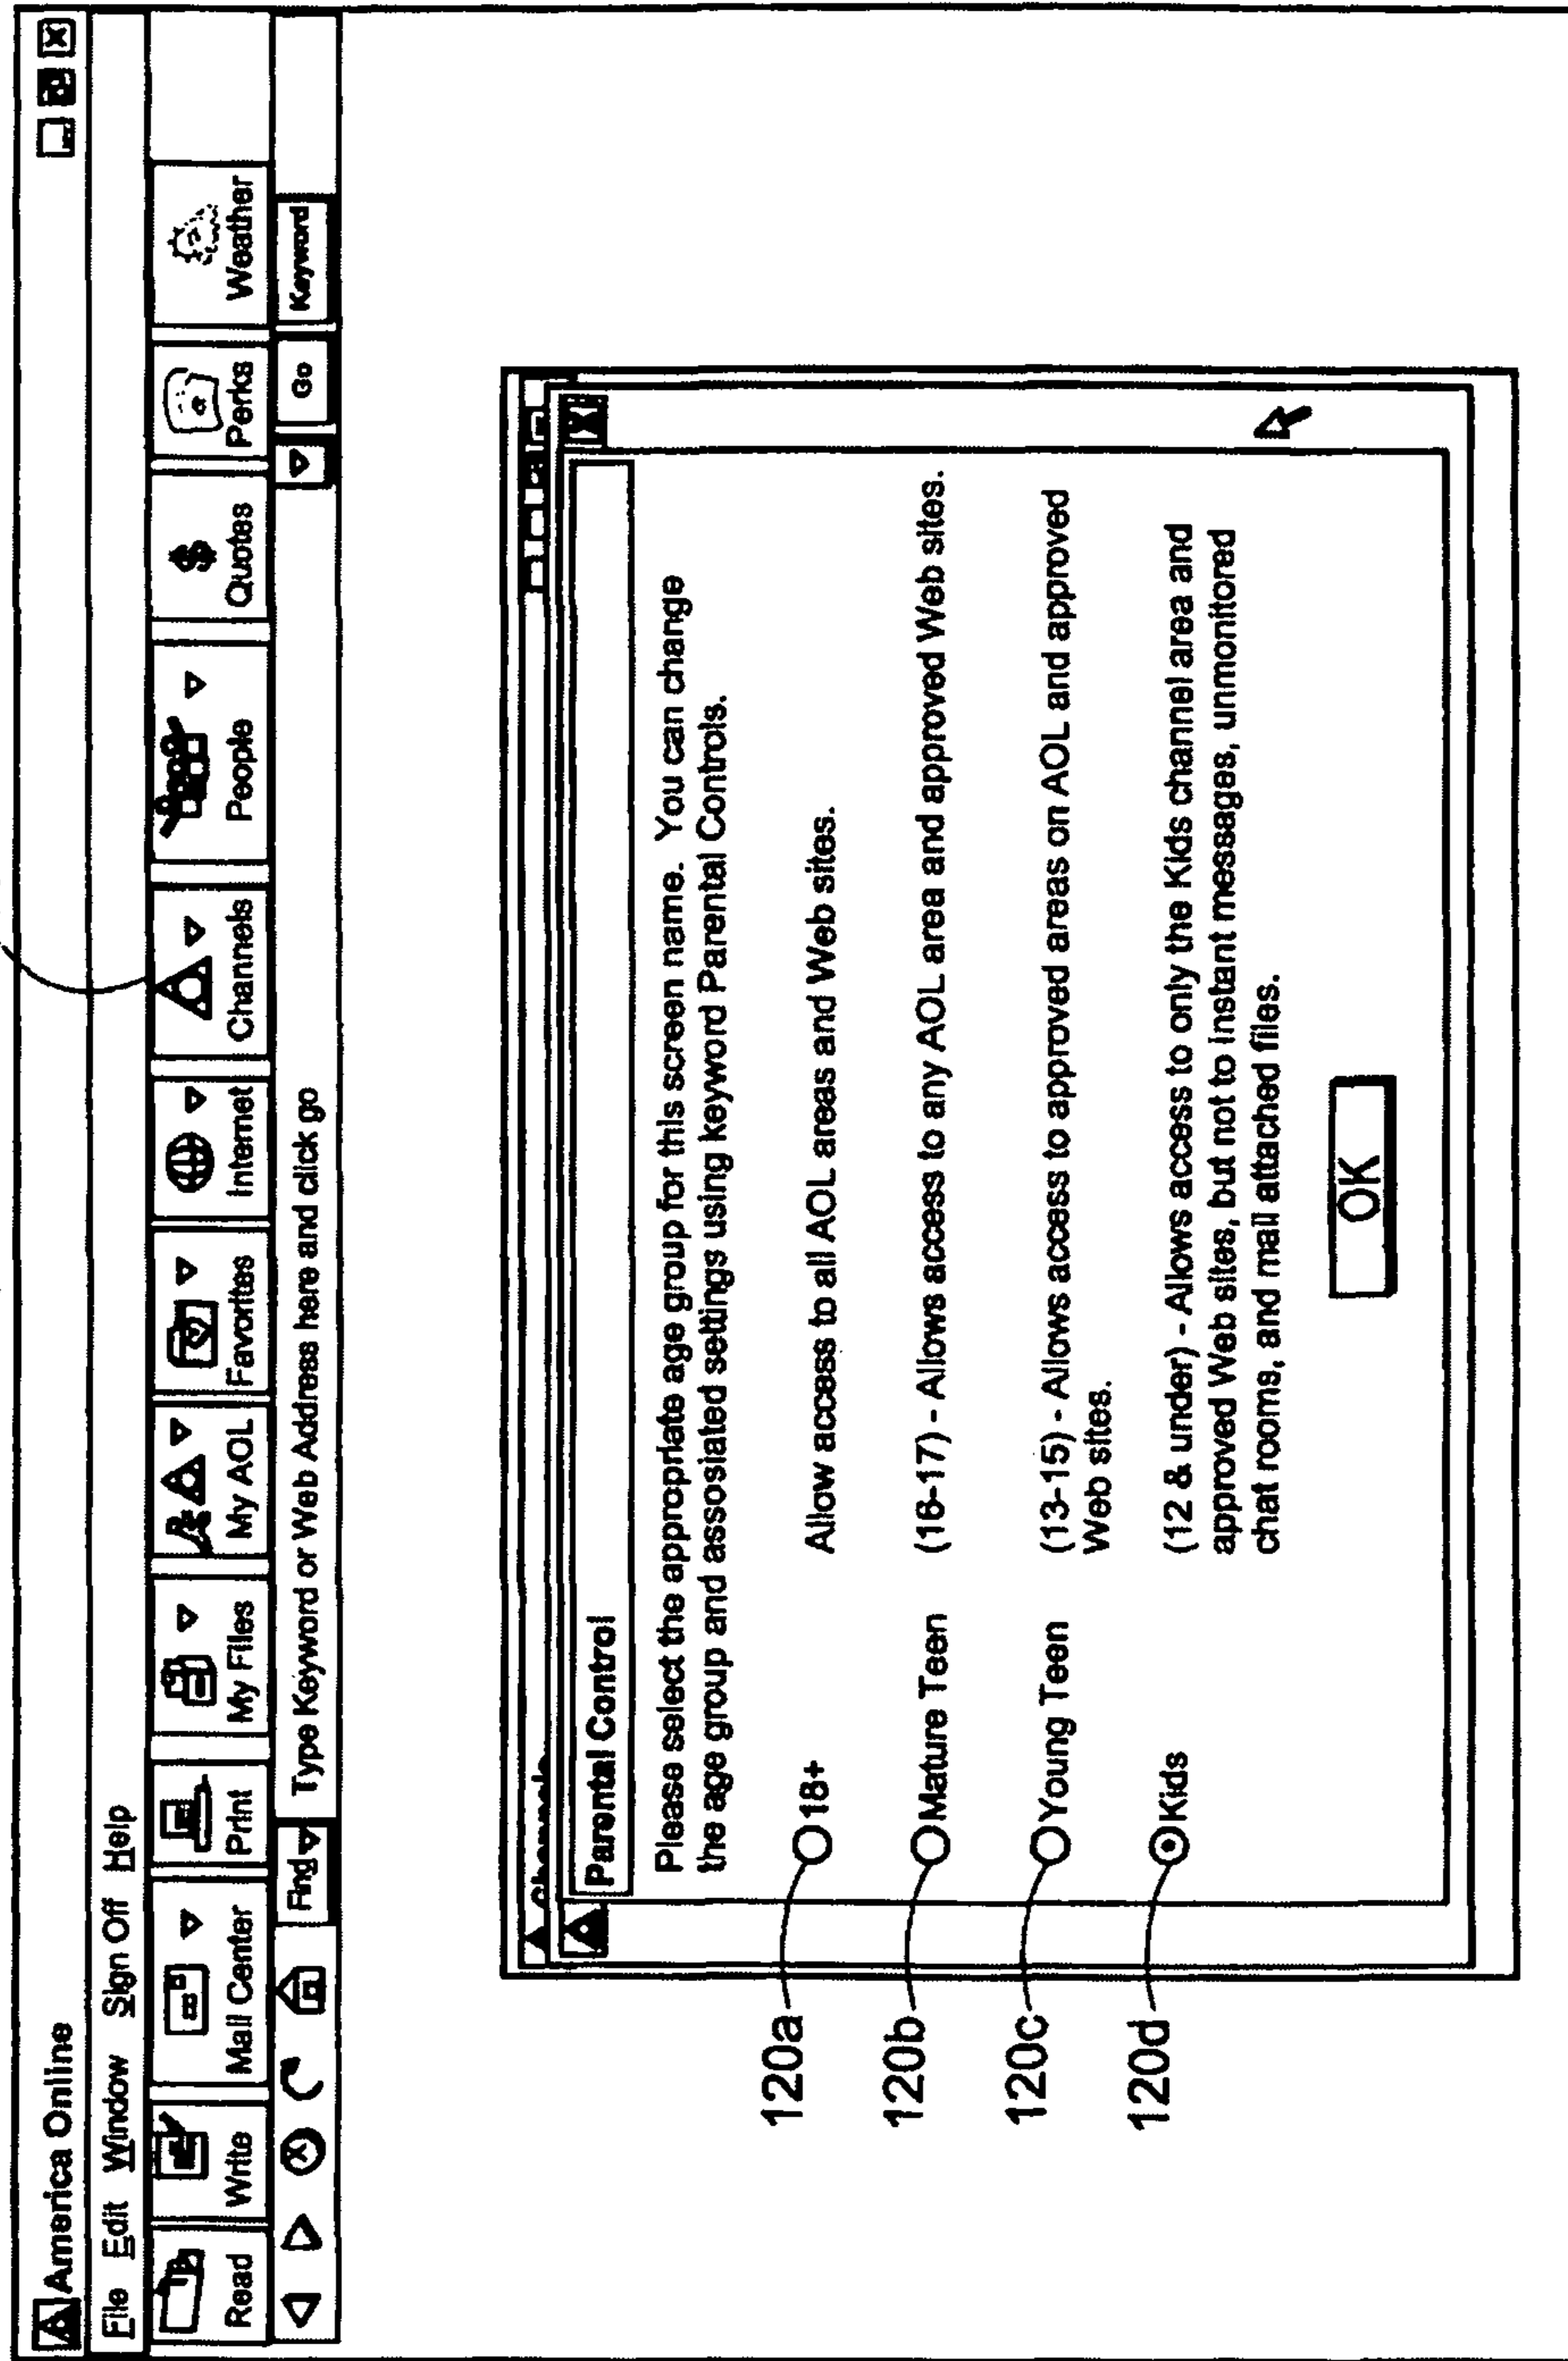 America Online
File Edit Window Sign Off Help
Read Write Mail Center Print My Files My AOL Favorites Internet Channels People Quotes Perks Weather
Find Type Keyword or Web Address here and click go Go Keyword
Channels
Parental Control
Please select the appropriate age group for this screen name. You can change
the age group and assosiated settings using keyword Parental Controls.
120a 18+ Allow access to all AOL areas and Web sites.
120b Mature Teen (16-17) - Allows access to any AOL area and approved Web sites.
120c Young Teen (13-15) - Allows access to approved areas on AOL and approved
Web sites.
120d Kids (12 & under) - Allows access to only the Kids channel area and
approved Web sites, but not to instant messages, unmonitored
chat rooms, and mail attached files.
OK